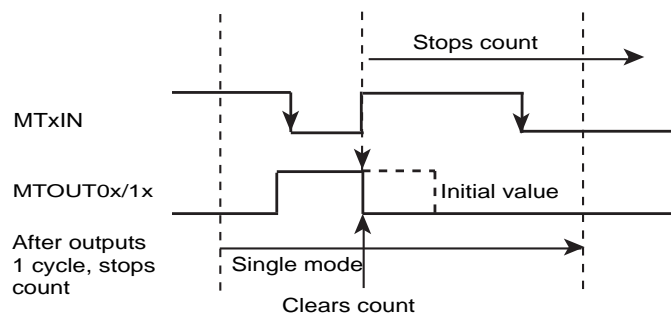 Stops count
MTxIN
MTOUT0x/1x
Initial value
After outputs
1 cycle, stops
count
Single mode
Clears count